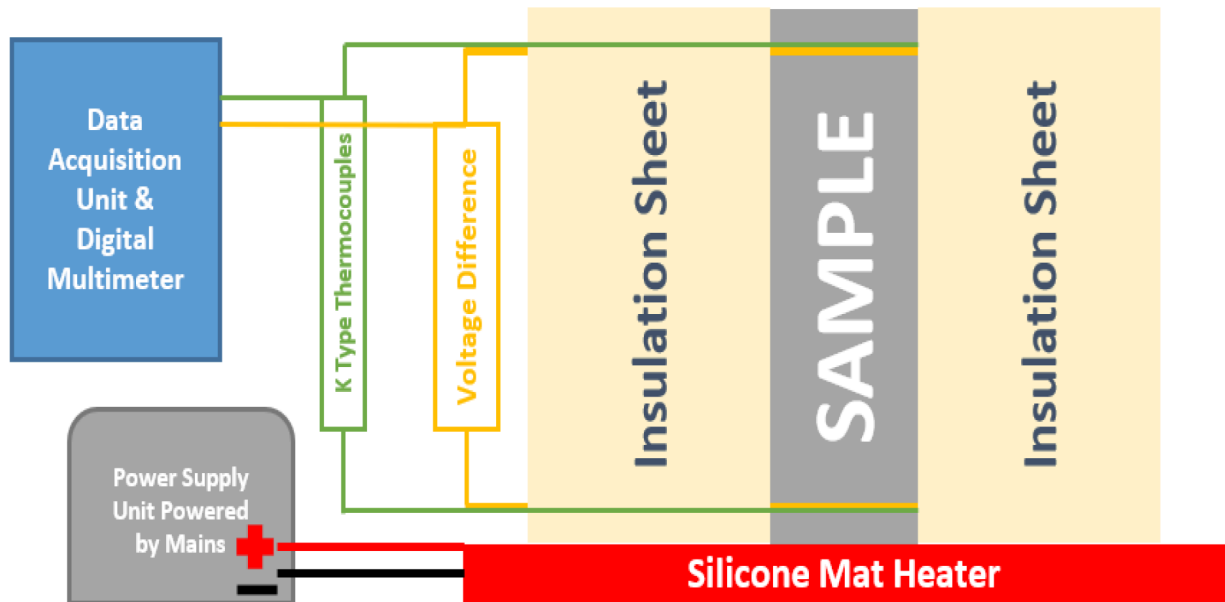 Data
Acquisition
Unit &
Digital
Multimeter
K Type Thermocouples
Voltage Difference
Insulation Sheet
SAMPLE
Insulation Sheet
Power Supply
Unit Powered
by Mains
Silicone Mat Heater